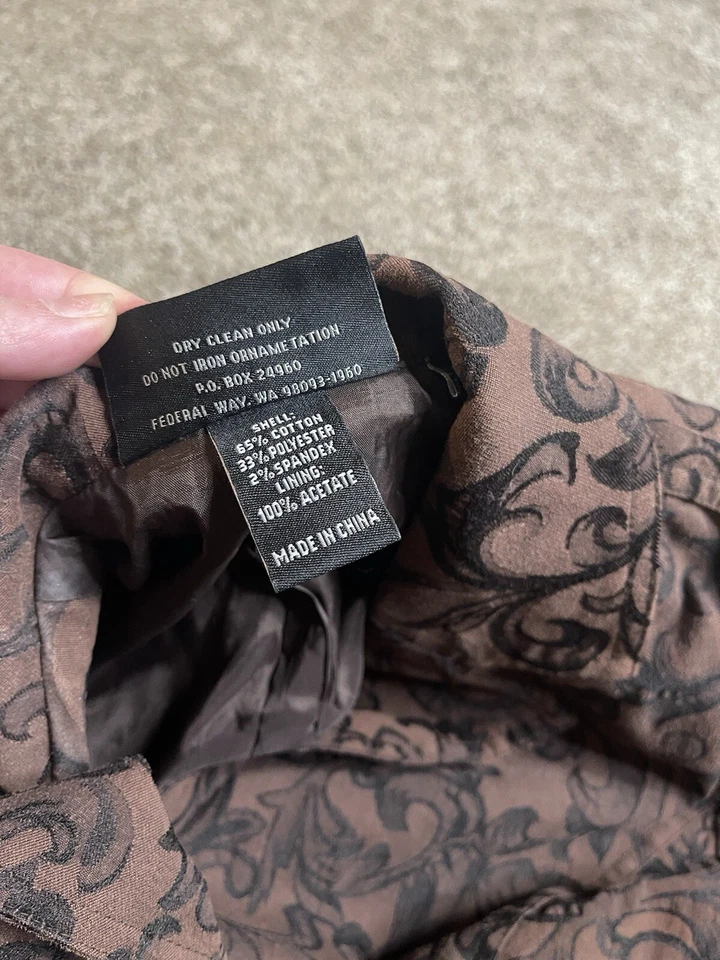 DRY CLEAN ONLY
DO NOT IRON ORNAMETATION
P.O. BOX 24960
FEDERAL WAY, WA 98093-1960
SHELL:
65% COTTON
33% POLYESTER
2% SPANDEX
LINING:
100% ACETATE
MADE IN CHINA